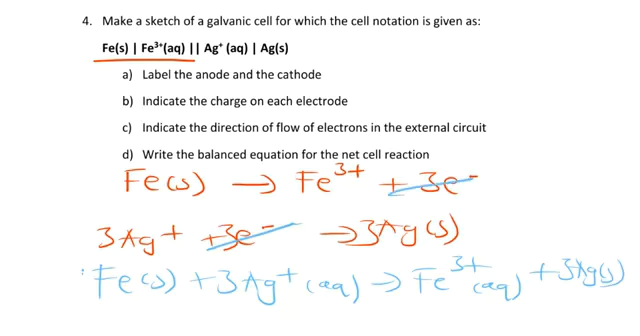 4. Make a sketch of a galvanic cell for which the cell notation is given as:
Fe(s) | Fe³⁺(aq) || Ag⁺ (aq) | Ag(s)
a) Label the anode and the cathode
b) Indicate the charge on each electrode
c) Indicate the direction of flow of electrons in the external circuit
d) Write the balanced equation for the net cell reaction
Fe(s) → Fe³⁺ + 3e⁻
3Ag⁺ + 3e⁻ → 3Ag(s)
Fe(s) + 3Ag⁺ (aq) → Fe³⁺ (aq) + 3Ag(s)